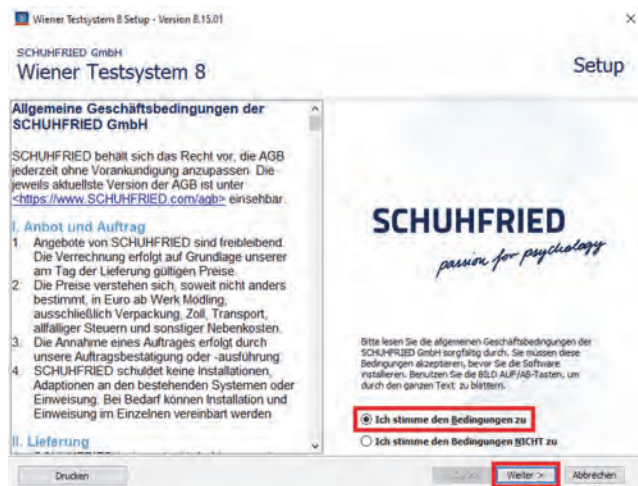 Wiener Testsystem 8 Setup - Version 8.15.01
SCHUHFRIED GmbH
Wiener Testsystem 8
Setup
Allgemeine Geschäftsbedingungen der
SCHUHFRIED GmbH
SCHUHFRIED behält sich das Recht vor, die AGB
jederzeit ohne Vorankündigung anzupassen. Die
jeweils aktuellste Version der AGB ist unter
<https://www.SCHUHFRIED.com/agb> einsehbar.
I. Anbot und Auftrag
1. Angebote von SCHUHFRIED sind freibleibend.
Die Verrechnung erfolgt auf Grundlage unserer
am Tag der Lieferung gültigen Preise.
2. Die Preise verstehen sich, soweit nicht anders
bestimmt, in Euro ab Werk Mödling,
ausschließlich Verpackung, Zoll, Transport,
allfälliger Steuern und sonstiger Nebenkosten.
3. Die Annahme eines Auftrages erfolgt durch
unsere Auftragsbestätigung oder -ausführung.
4. SCHUHFRIED schuldet keine Installationen,
Adaptionen an den bestehenden Systemen oder
Einweisung. Bei Bedarf können Installation und
Einweisung im Einzelnen vereinbart werden
II. Lieferung
SCHUHFRIED
passion for psychology
Bitte lesen Sie die allgemeinen Geschäftsbedingungen der
SCHUHFRIED GmbH sorgfältig durch. Sie müssen diese
Bedingungen akzeptieren, bevor Sie die Software
installieren. Benutzen Sie die BILD AUF/AB-Tasten, um
durch den ganzen Text zu blättern.
Ich stimme den Bedingungen zu
Ich stimme den Bedingungen NICHT zu
Drucken
Weiter >
Abbrechen